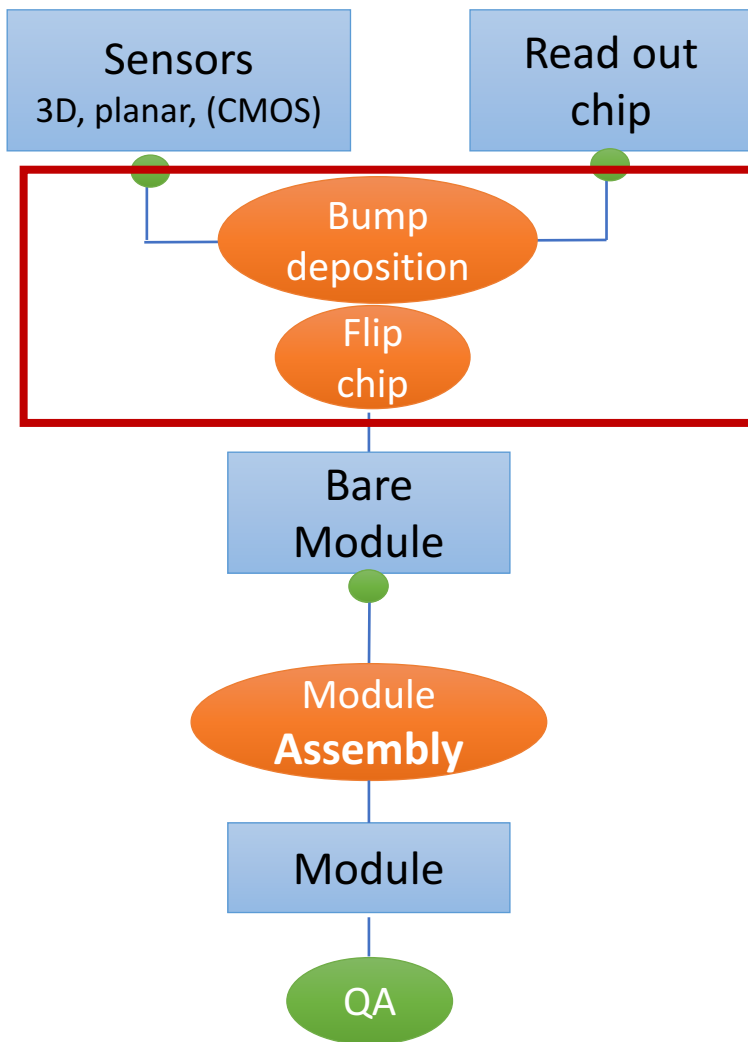 Sensors
3D, planar, (CMOS)
Read out
chip
Bump
deposition
Flip
chip
Bare
Module
Module
Assembly
Module
QA